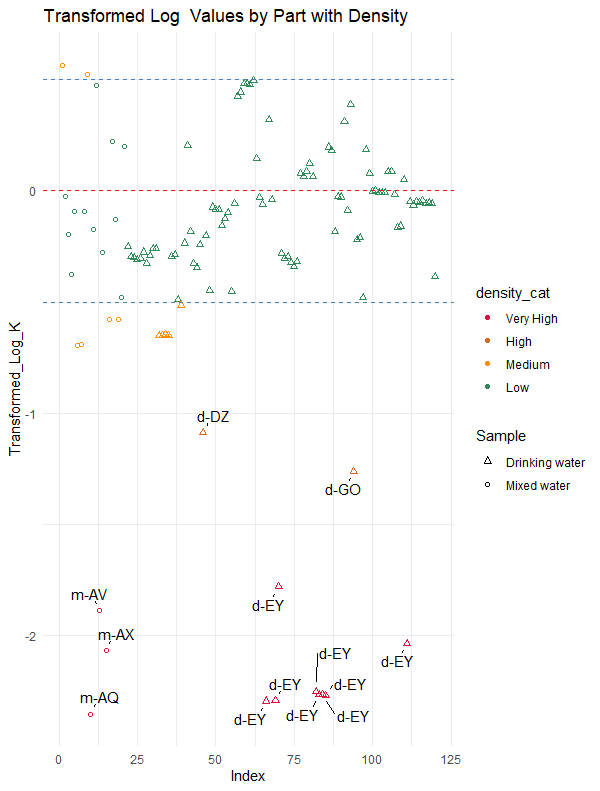 Transformed Log  Values by Part with Density
Transformed_Log_K
0
-1
-2
d-DZ
d-GO
d-EY
m-AV
m-AX
d-EY
d-EY
d-EY
d-EY
m-AQ
d-EY
d-EY
d-EY
0
25
50
75
100
125
Index
density_cat
Very High
High
Medium
Low
Sample
Drinking water
Mixed water